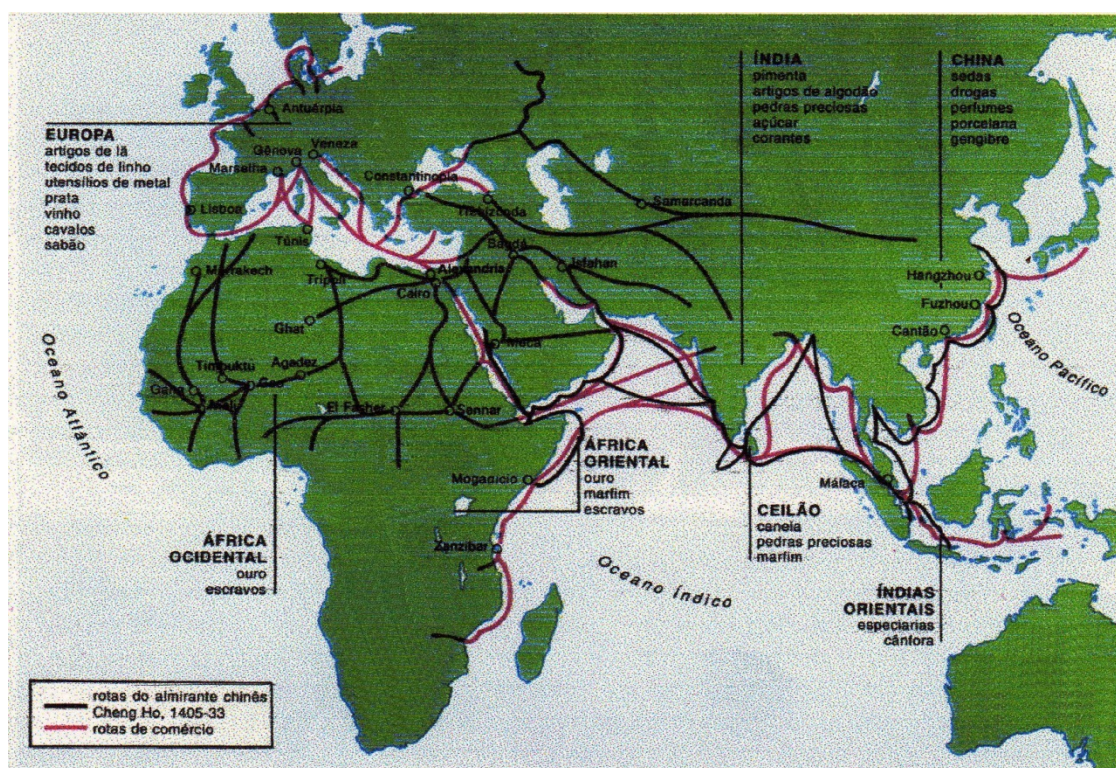 EUROPA
artigos de lã
tecidos de linho
utensílios de metal
prata
vinho
cavalos
sabão
Antuérpia
Gênova
Veneza
Marselha
Lisboa
Constantinopla
Trebizonda
Samarcanda
Túnis
Marrakech
Trípoli
Alexandria
Cairo
Bagdá
Isfahan
Ghat
Meca
Timbuktú
Agadez
Gao
Gana
Mali
El Fasher
Sennar
ÍNDIA
pimenta
artigos de algodão
pedras preciosas
açúcar
corantes
CHINA
sedas
drogas
perfumes
porcelana
gengibre
Hangzhou
Fuzhou
Cantão
Oceano Pacífico
Oceano Atlântico
ÁFRICA
OCIDENTAL
ouro
escravos
ÁFRICA
ORIENTAL
ouro
marfim
escravos
Mogadício
Zanzibar
Oceano Índico
CEILÃO
canela
pedras preciosas
marfim
Málaca
ÍNDIAS
ORIENTAIS
especiarias
cânfora
rotas do almirante chinês
Cheng Ho, 1405-33
rotas de comércio